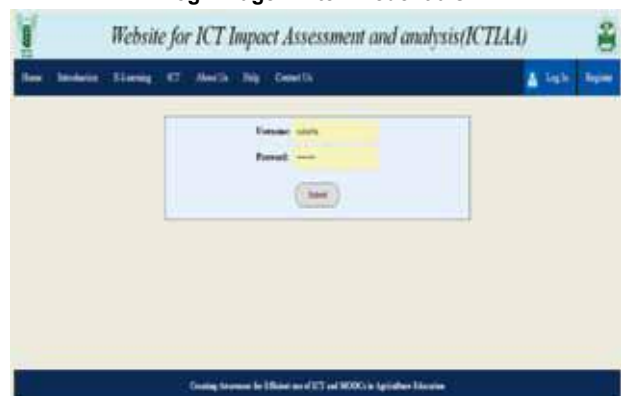 Website for ICT Impact Assessment and analysis(ICTIAA)
Home Introduction E-Learning ICT About Us Help Contact Us Log In Register
Username
Password
Submit
Creating Awareness for Efficient use of ICT and MOOCs in Agriculture Education